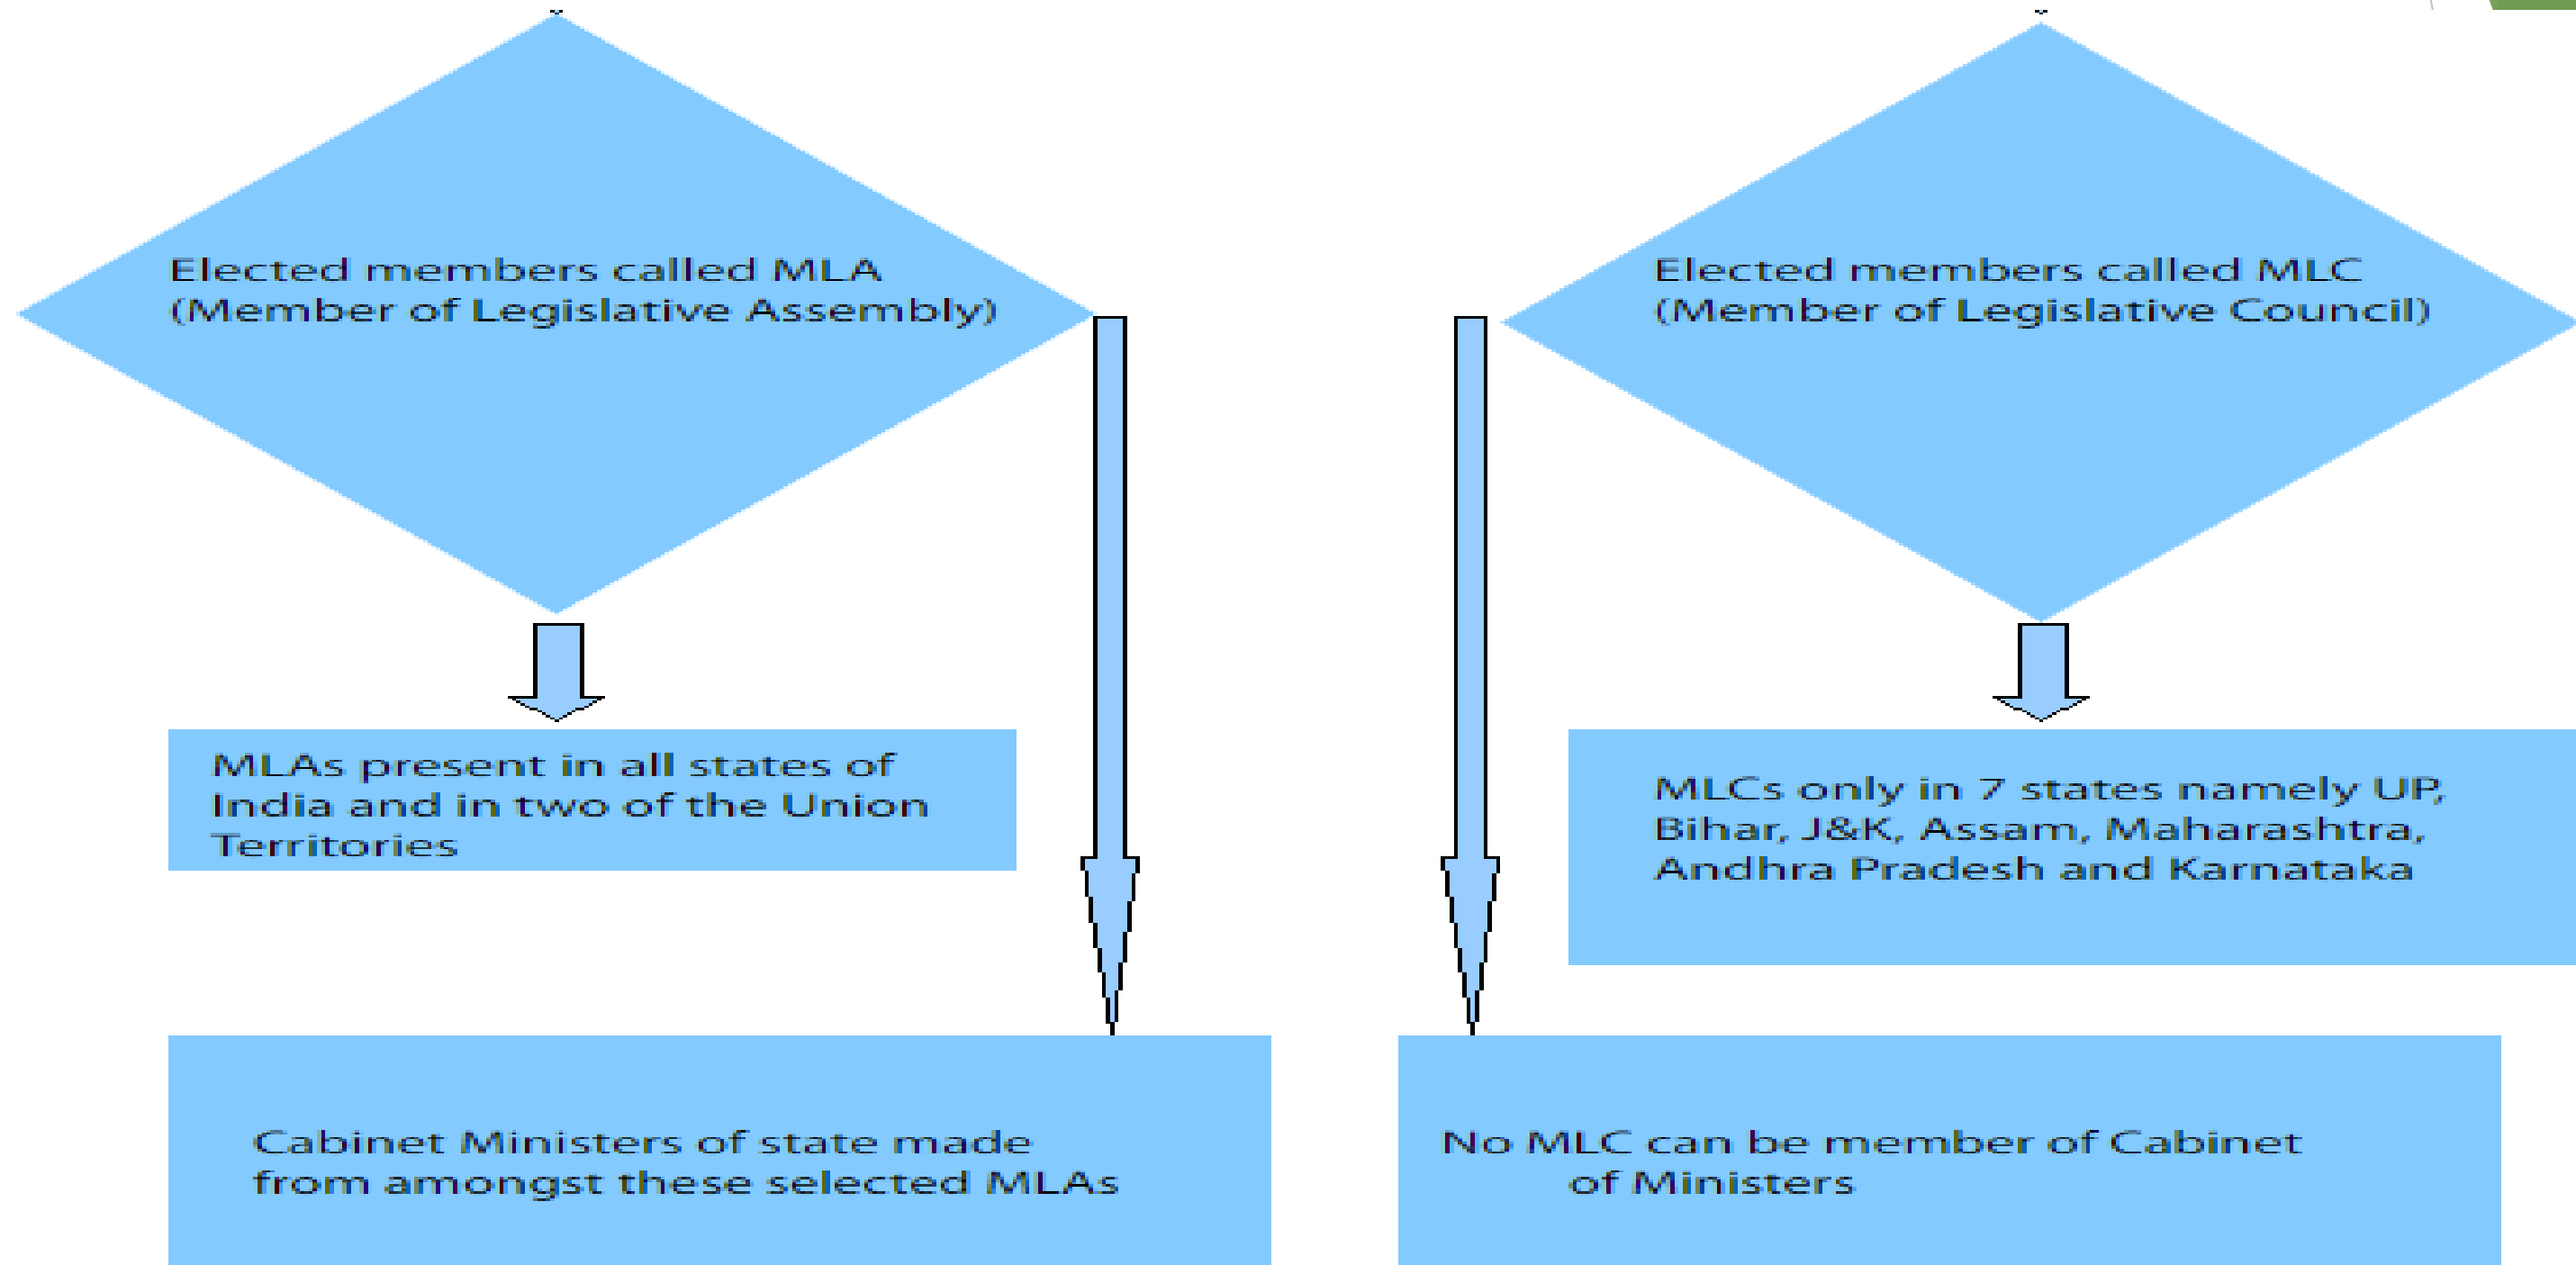 Elected members called MLA
(Member of Legislative Assembly)
Elected members called MLC
(Member of Legislative Council)
MLAs present in all states of
India and in two of the Union
Territories
MLCs only in 7 states namely UP,
Bihar, J&K, Assam, Maharashtra,
Andhra Pradesh and Karnataka
Cabinet Ministers of state made
from amongst these selected MLAs
No MLC can be member of Cabinet
of Ministers